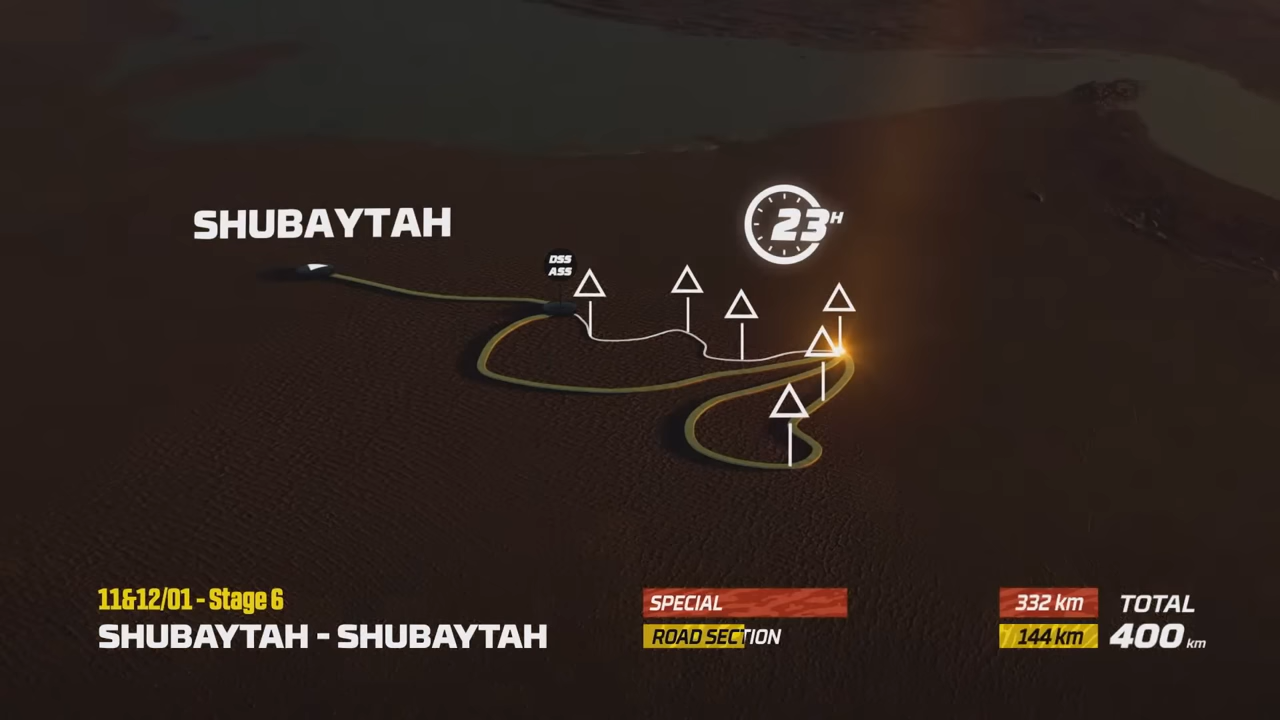 SHUBAYTAH
23H
DSS
ASS
11&12/01 - Stage 6
SHUBAYTAH - SHUBAYTAH
SPECIAL
ROAD SECTION
332 km
144 km
TOTAL
400 km